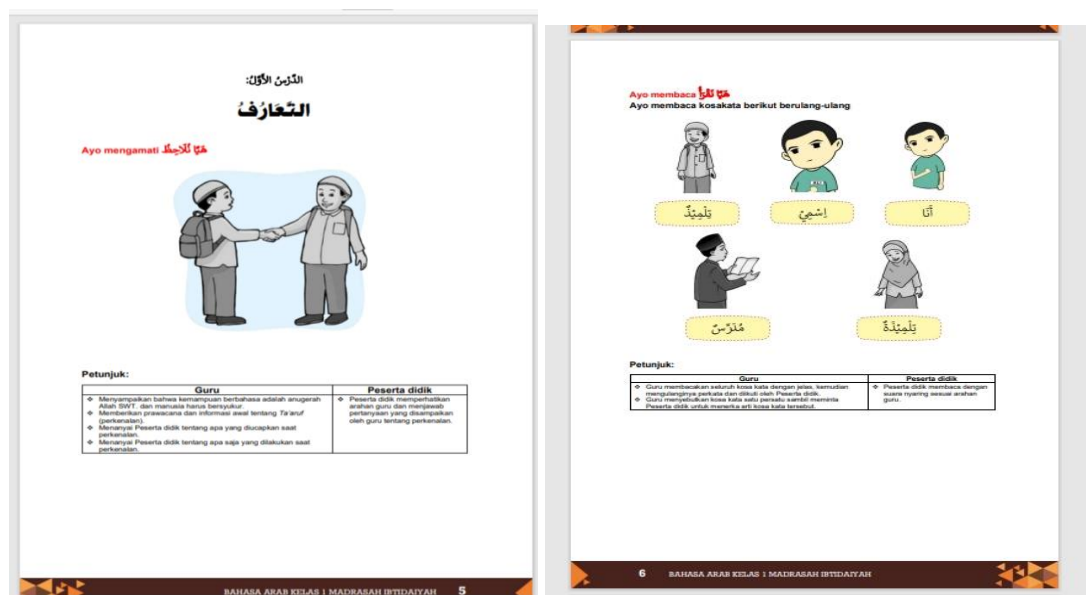 الدَّرْسُ الأَوَّلُ:
التَّعَارُفُ
Ayo mengamati هَيَّا نُلَاحِظْ
Petunjuk:
Guru
Peserta didik
❖ Menyampaikan bahwa kemampuan berbahasa adalah anugerah
Allah SWT. dan manusia harus bersyukur.
❖ Memberikan prawacana dan informasi awal tentang Ta'aruf
(perkenalan).
❖ Menanyai Peserta didik tentang apa yang diucapkan saat
perkenalan.
❖ Menanyai Peserta didik tentang apa saja yang dilakukan saat
perkenalan.
❖ Peserta didik memperhatikan
arahan guru dan menjawab
pertanyaan yang disampaikan
oleh guru tentang perkenalan.
BAHASA ARAB KELAS 1 MADRASAH IBTIDAIYAH 5
Ayo membaca هَيَّا نَقْرَأْ
Ayo membaca kosakata berikut berulang-ulang
أَنَا
اِسْمِيْ
تِلْمِيْذٌ
تِلْمِيْذَةٌ
مُدَرِّسٌ
Petunjuk:
Guru
Peserta didik
❖ Guru membacakan seluruh kosa kata dengan jelas, kemudian
mengulanginya perkata dan diikuti oleh Peserta didik.
❖ Guru menyebutkan kosa kata satu persatu sambil meminta
Peserta didik untuk menerka arti kosa kata tersebut.
❖ Peserta didik membaca dengan
suara nyaring sesuai arahan
guru.
6 BAHASA ARAB KELAS 1 MADRASAH IBTIDAIYAH